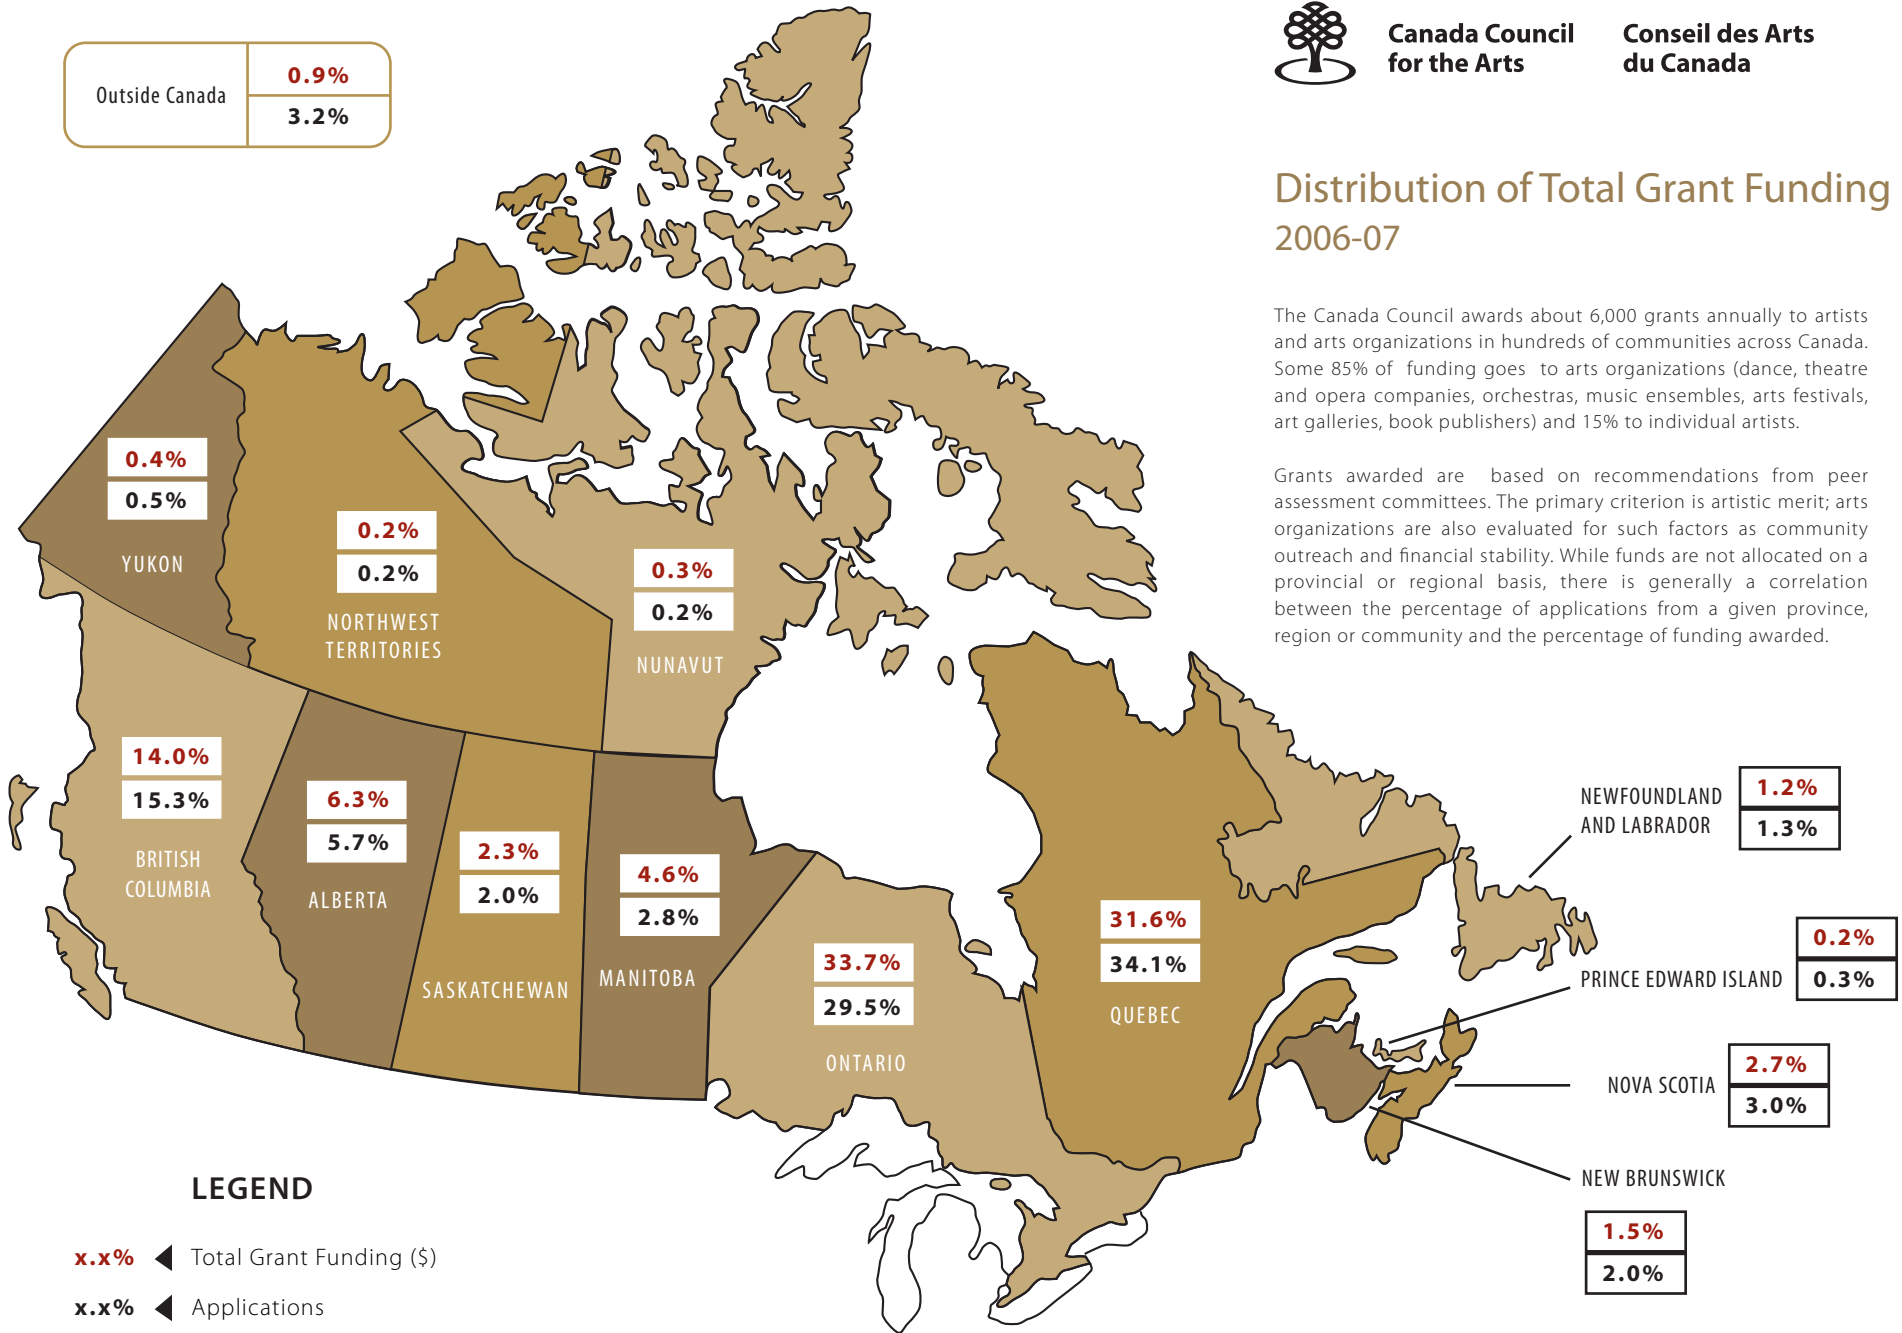 Canada Council
for the Arts
Conseil des Arts
du Canada
Outside Canada
0.9%
3.2%
Distribution of Total Grant Funding
2006-07
The Canada Council awards about 6,000 grants annually to artists
and arts organizations in hundreds of communities across Canada.
Some 85% of funding goes to arts organizations (dance, theatre
and opera companies, orchestras, music ensembles, arts festivals,
art galleries, book publishers) and 15% to individual artists.
Grants awarded are based on recommendations from peer
assessment committees. The primary criterion is artistic merit; arts
organizations are also evaluated for such factors as community
outreach and financial stability. While funds are not allocated on a
provincial or regional basis, there is generally a correlation
between the percentage of applications from a given province,
region or community and the percentage of funding awarded.
0.4%
0.5%
YUKON
0.2%
0.2%
NORTHWEST
TERRITORIES
0.3%
0.2%
NUNAVUT
14.0%
15.3%
BRITISH
COLUMBIA
6.3%
5.7%
ALBERTA
2.3%
2.0%
SASKATCHEWAN
4.6%
2.8%
MANITOBA
33.7%
29.5%
ONTARIO
31.6%
34.1%
QUEBEC
NEWFOUNDLAND
AND LABRADOR
1.2%
1.3%
PRINCE EDWARD ISLAND
0.2%
0.3%
NOVA SCOTIA
2.7%
3.0%
NEW BRUNSWICK
1.5%
2.0%
LEGEND
x.x% Total Grant Funding ($)
x.x% Applications